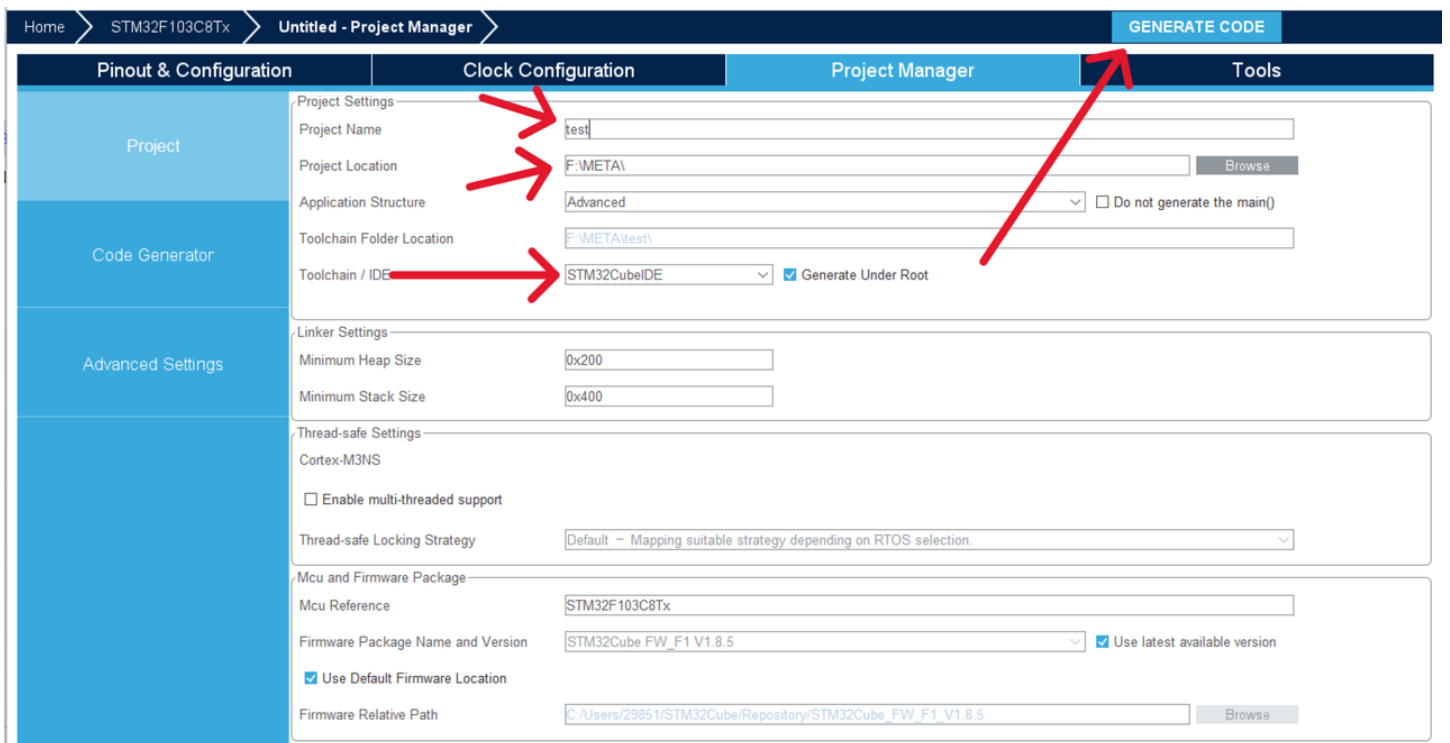 Home STM32F103C8Tx Untitled - Project Manager GENERATE CODE
Pinout & Configuration Clock Configuration Project Manager Tools
Project
Code Generator
Advanced Settings
Project Settings
Project Name test
Project Location F:\META\ Browse
Application Structure Advanced Do not generate the main()
Toolchain Folder Location F:\META\test\
Toolchain / IDE STM32CubeIDE Generate Under Root
Linker Settings
Minimum Heap Size 0x200
Minimum Stack Size 0x400
Thread-safe Settings
Cortex-M3NS
Enable multi-threaded support
Thread-safe Locking Strategy Default – Mapping suitable strategy depending on RTOS selection.
Mcu and Firmware Package
Mcu Reference STM32F103C8Tx
Firmware Package Name and Version STM32Cube FW_F1 V1.8.5 Use latest available version
Use Default Firmware Location
Firmware Relative Path C:/Users/29851/STM32Cube/Repository/STM32Cube_FW_F1_V1.8.5 Browse